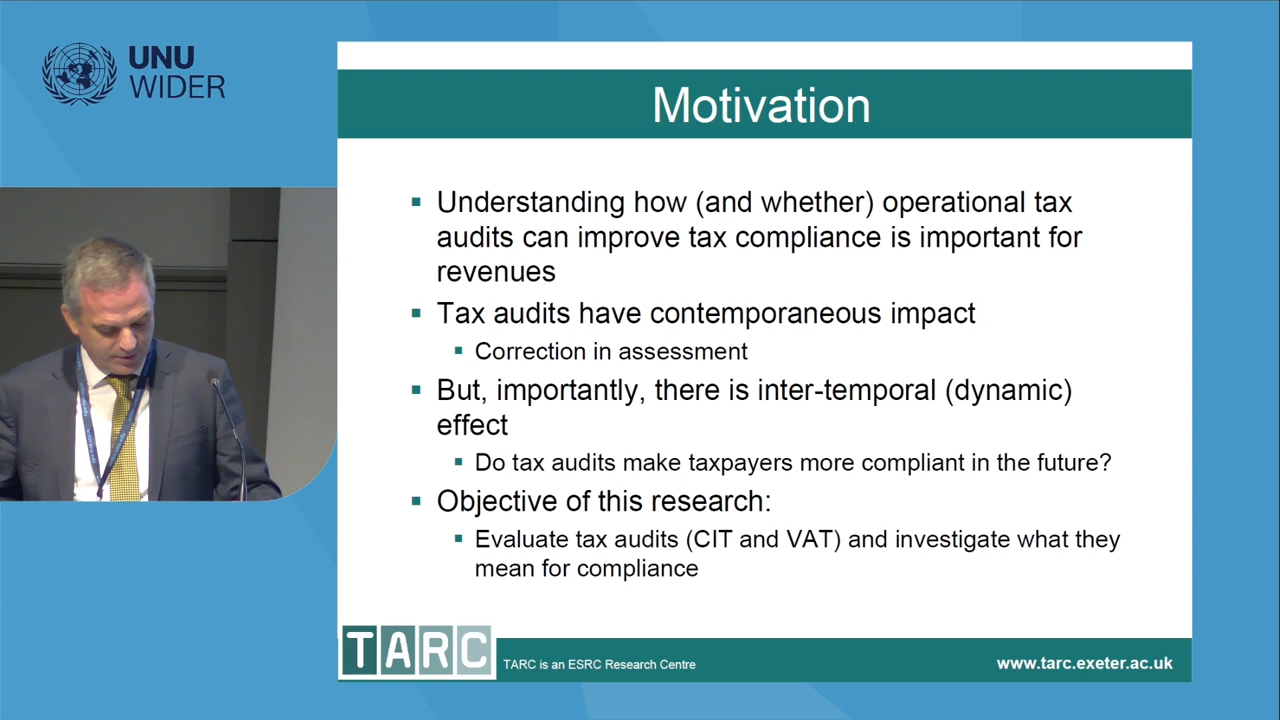 UNU
WIDER
Motivation
Understanding how (and whether) operational tax
audits can improve tax compliance is important for
revenues
Tax audits have contemporaneous impact
Correction in assessment
But, importantly, there is inter-temporal (dynamic)
effect
Do tax audits make taxpayers more compliant in the future?
Objective of this research:
Evaluate tax audits (CIT and VAT) and investigate what they
mean for compliance
TARC
TARC is an ESRC Research Centre
www.tarc.exeter.ac.uk